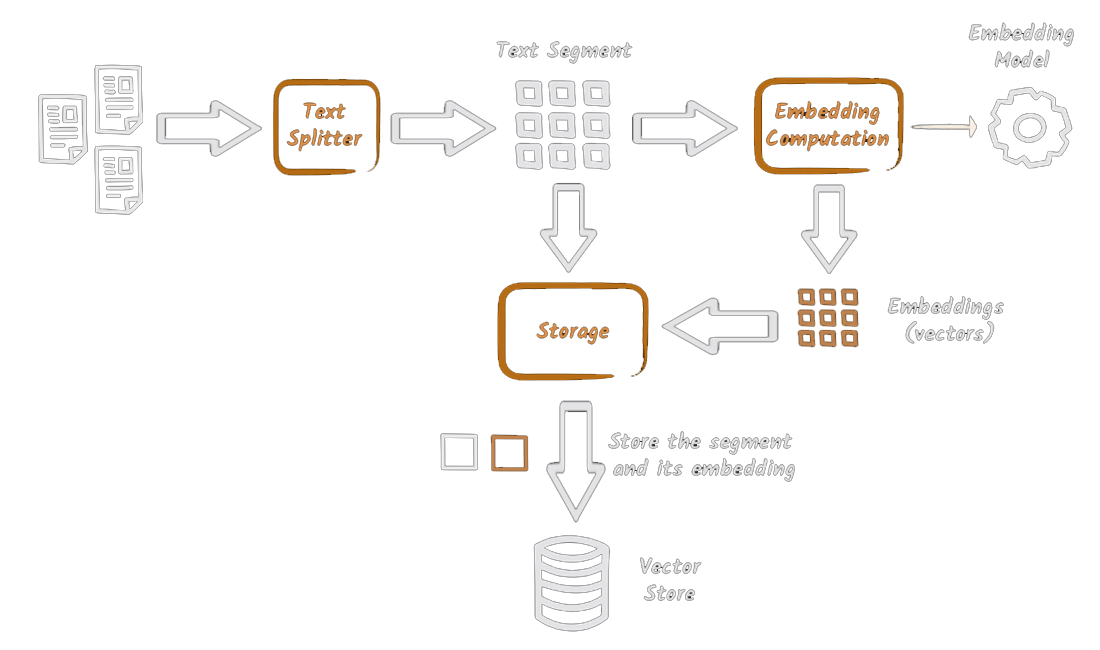 Embedding
Model
Text Segment
Text
Splitter
Embedding
Computation
Storage
Embeddings
(vectors)
Store the segment
and its embedding
Vector
Store